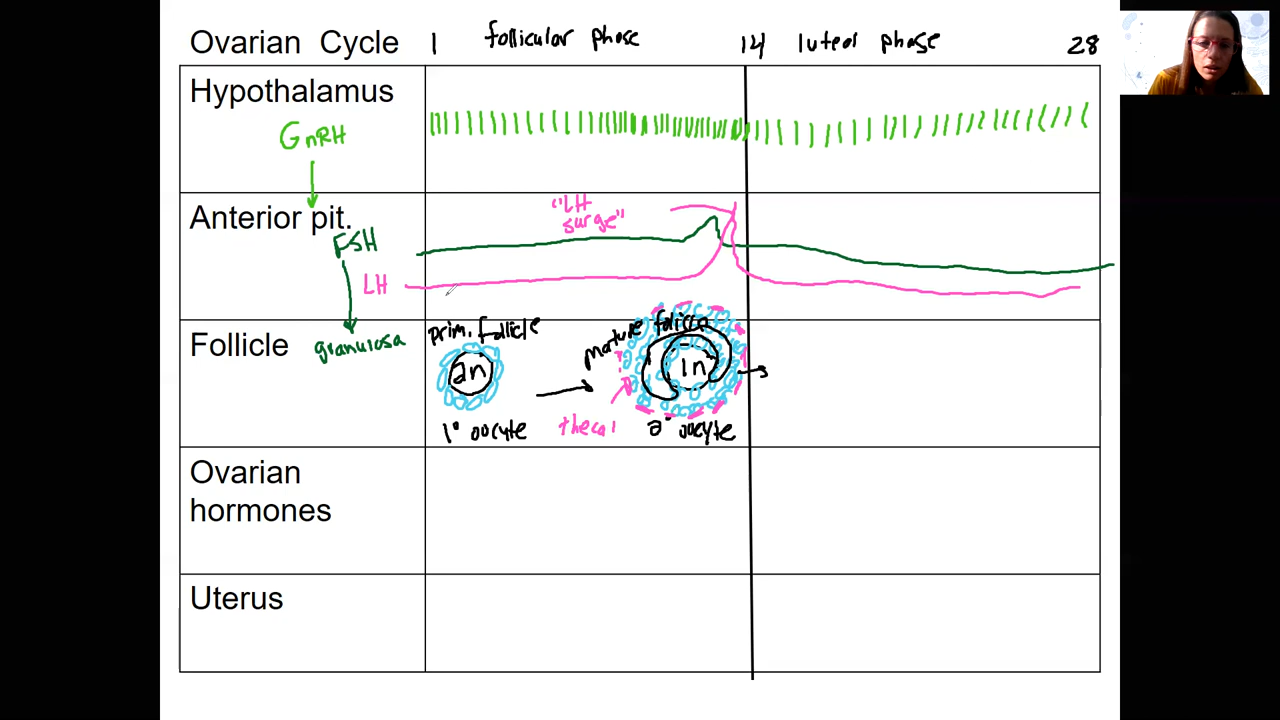 Ovarian Cycle 1 follicular phase 14 luteal phase 28
Hypothalamus
GnRH
Anterior pit.
"LH
surge"
FSH
LH
Follicle
granulosa
prim. follicle
mature follicle
2n
1n
1° oocyte
thecal
2° oocyte
Ovarian
hormones
Uterus